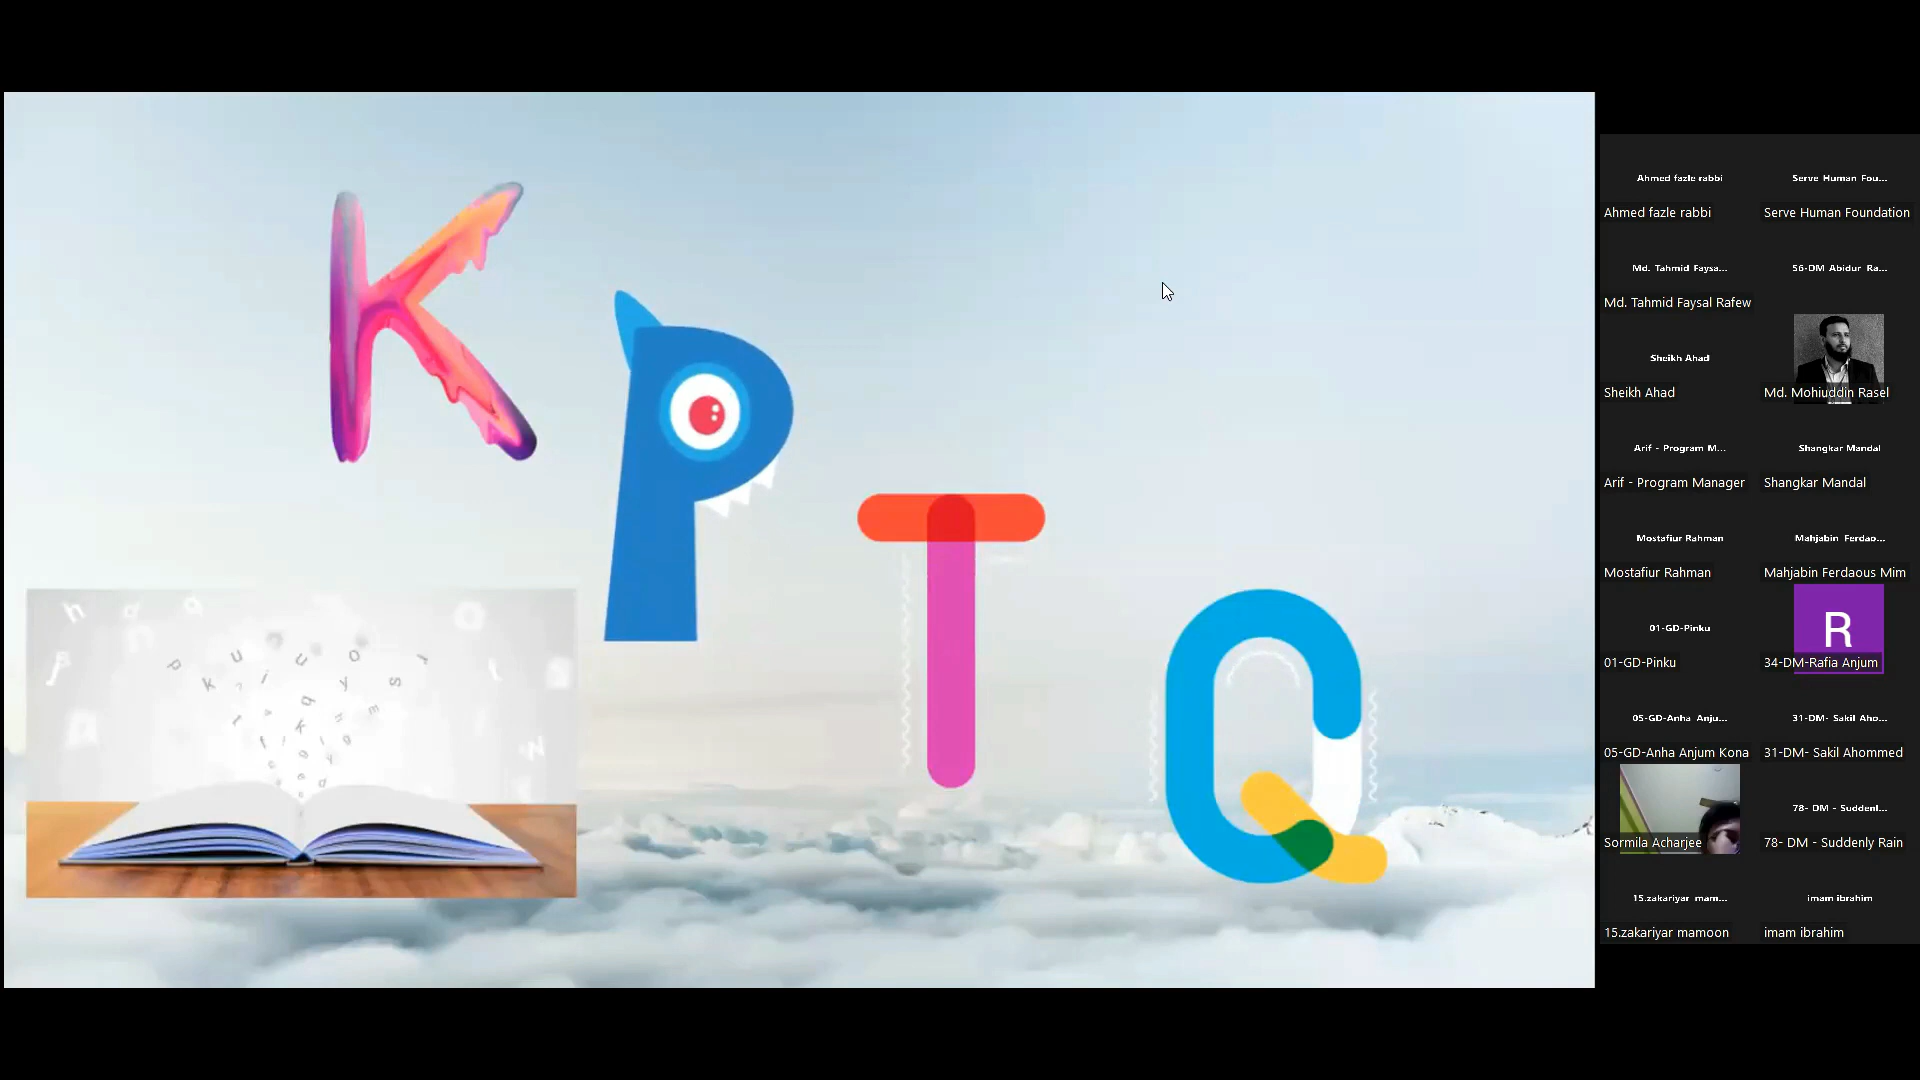 K
P
T
Q
Ahmed fazle rabbi
Serve Human Fou...
Ahmed fazle rabbi
Serve Human Foundation
Md. Tahmid Faysa...
56-DM Abidur Ra...
Md. Tahmid Faysal Rafew
Sheikh Ahad
Sheikh Ahad
Md. Mohiuddin Rasel
Arif - Program M...
Shangkar Mandal
Arif - Program Manager
Shangkar Mandal
Mostafiur Rahman
Mahjabin Ferdao...
Mostafiur Rahman
Mahjabin Ferdaous Mim
01-GD-Pinku
R
01-GD-Pinku
34-DM-Rafia Anjum
05-GD-Anha Anju...
31-DM- Sakil Aho...
05-GD-Anha Anjum Kona
31-DM- Sakil Ahommed
78- DM - Suddenl...
Sormila Acharjee
78- DM - Suddenly Rain
15.zakariyar mam...
imam ibrahim
15.zakariyar mamoon
imam ibrahim